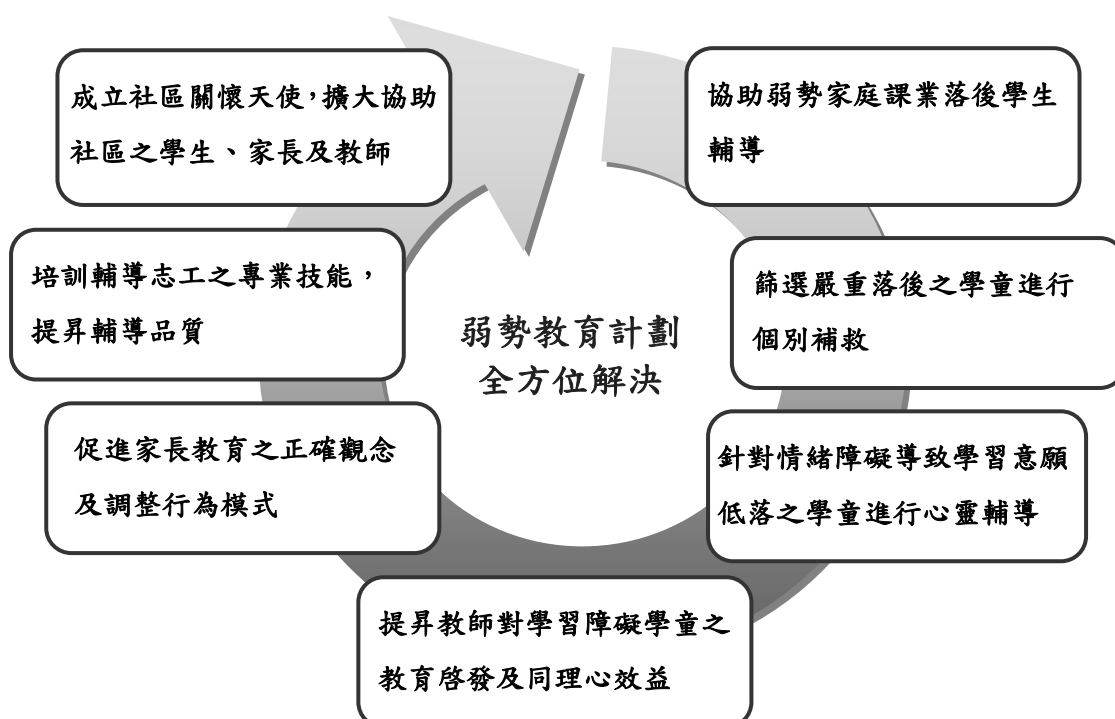 協助弱勢家庭課業落後學生
輔導
篩選嚴重落後之學童進行
個別補救
針對情緒障礙導致學習意願
低落之學童進行心靈輔導
提昇教師對學習障礙學童之
教育啓發及同理心效益
促進家長教育之正確觀念
及調整行為模式
培訓輔導志工之專業技能，
提昇輔導品質
成立社區關懷天使，擴大協助
社區之學生、家長及教師
弱勢教育計劃
全方位解決